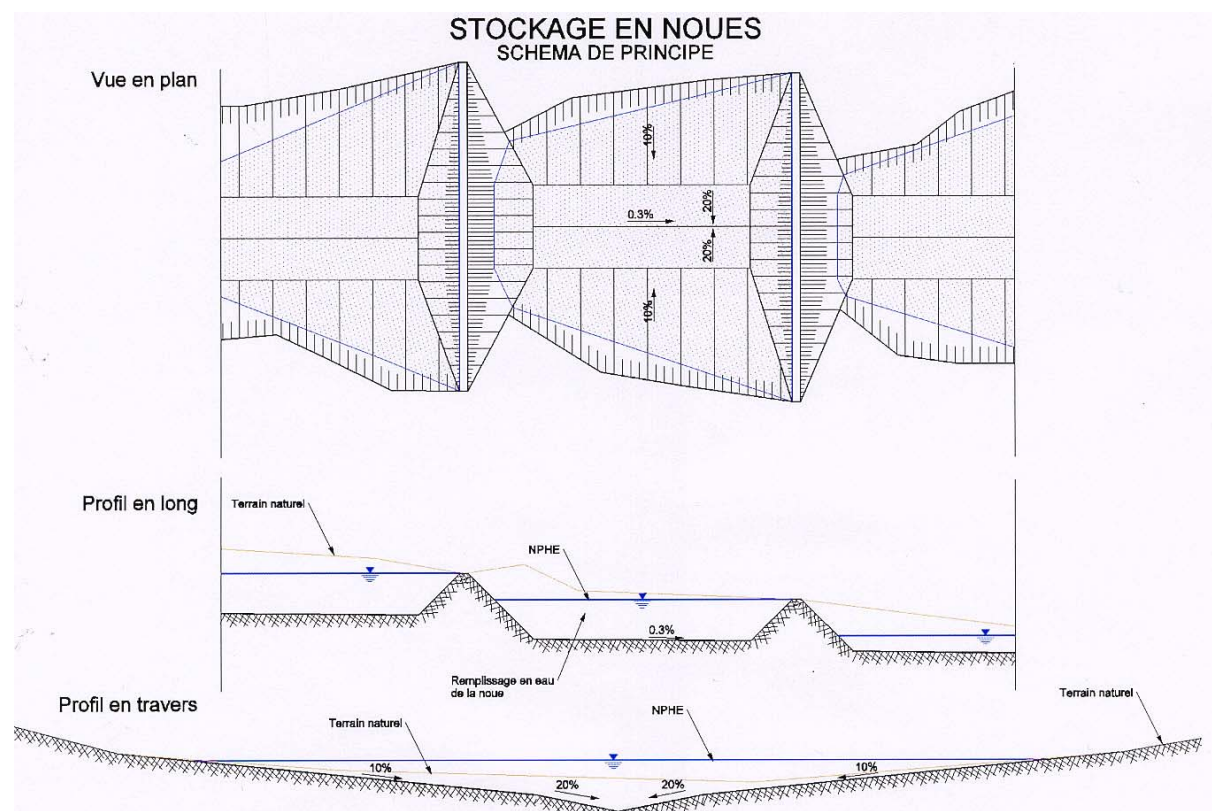 STOCKAGE EN NOUES
SCHEMA DE PRINCIPE
Vue en plan
10%
0.3%
20%
20%
10%
Profil en long
Terrain naturel
NPHE
0.3%
Remplissage en eau
de la noue
Profil en travers
Terrain naturel
NPHE
Terrain naturel
10%
20%
20%
10%